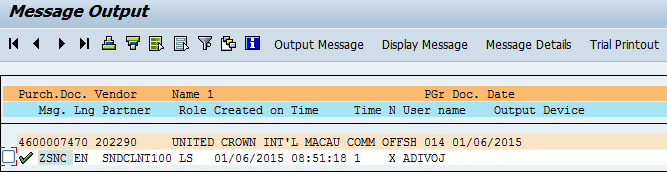 Message Output
Output Message Display Message Message Details Trial Printout
Purch.Doc. Vendor Name 1 PGr Doc. Date
Msg. Lng Partner Role Created on Time Time N User name Output Device
4600007470 202290 UNITED CROWN INT'L MACAU COMM OFFSH 014 01/06/2015
ZSNC EN SNDCLNT100 LS 01/06/2015 08:51:18 1 X ADIVOJ